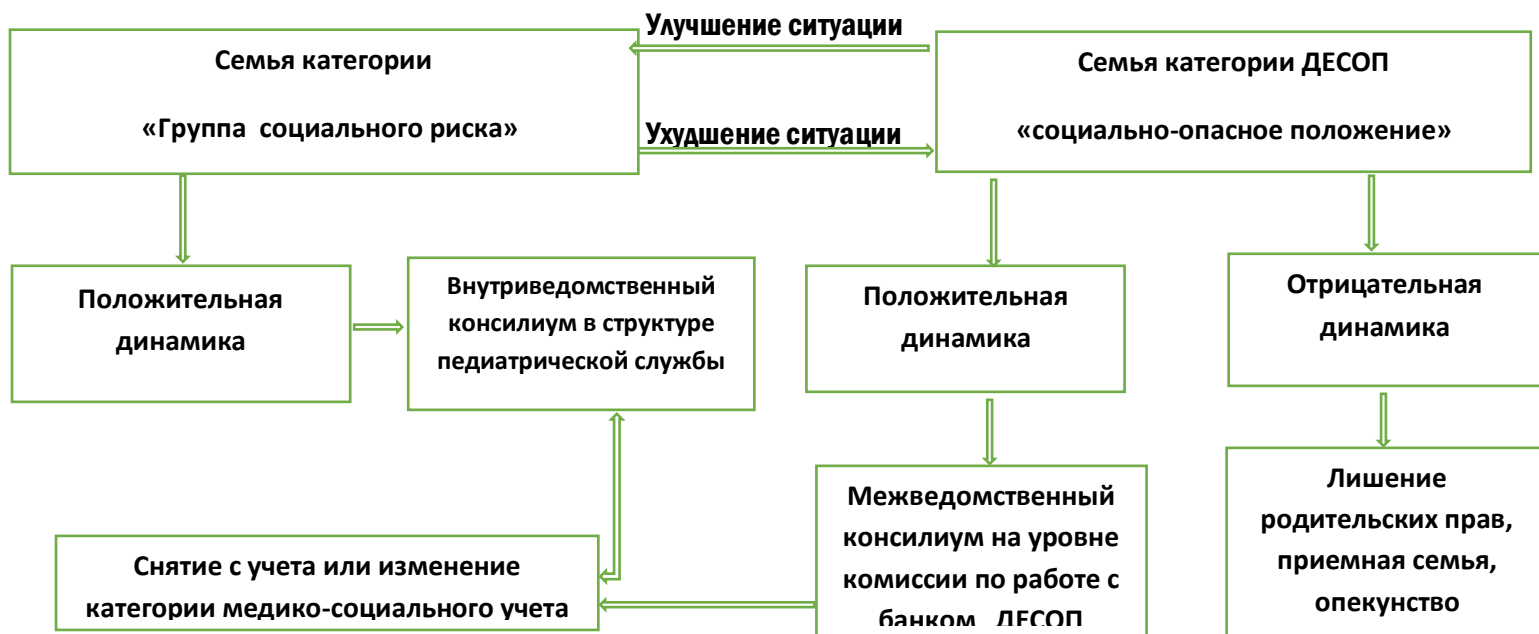 Улучшение ситуации
Семья категории
«Группа социального риска»
Ухудшение ситуации
Семья категории ДЕСОП
«социально-опасное положение»
Положительная
динамика
Внутриведомственный
консилиум в структуре
педиатрической службы
Положительная
динамика
Отрицательная
динамика
Снятие с учета или изменение
категории медико-социального учета
Межведомственный
консилиум на уровне
комиссии по работе с
банком ДЕСОП
Лишение
родительских прав,
приемная семья,
опекунство